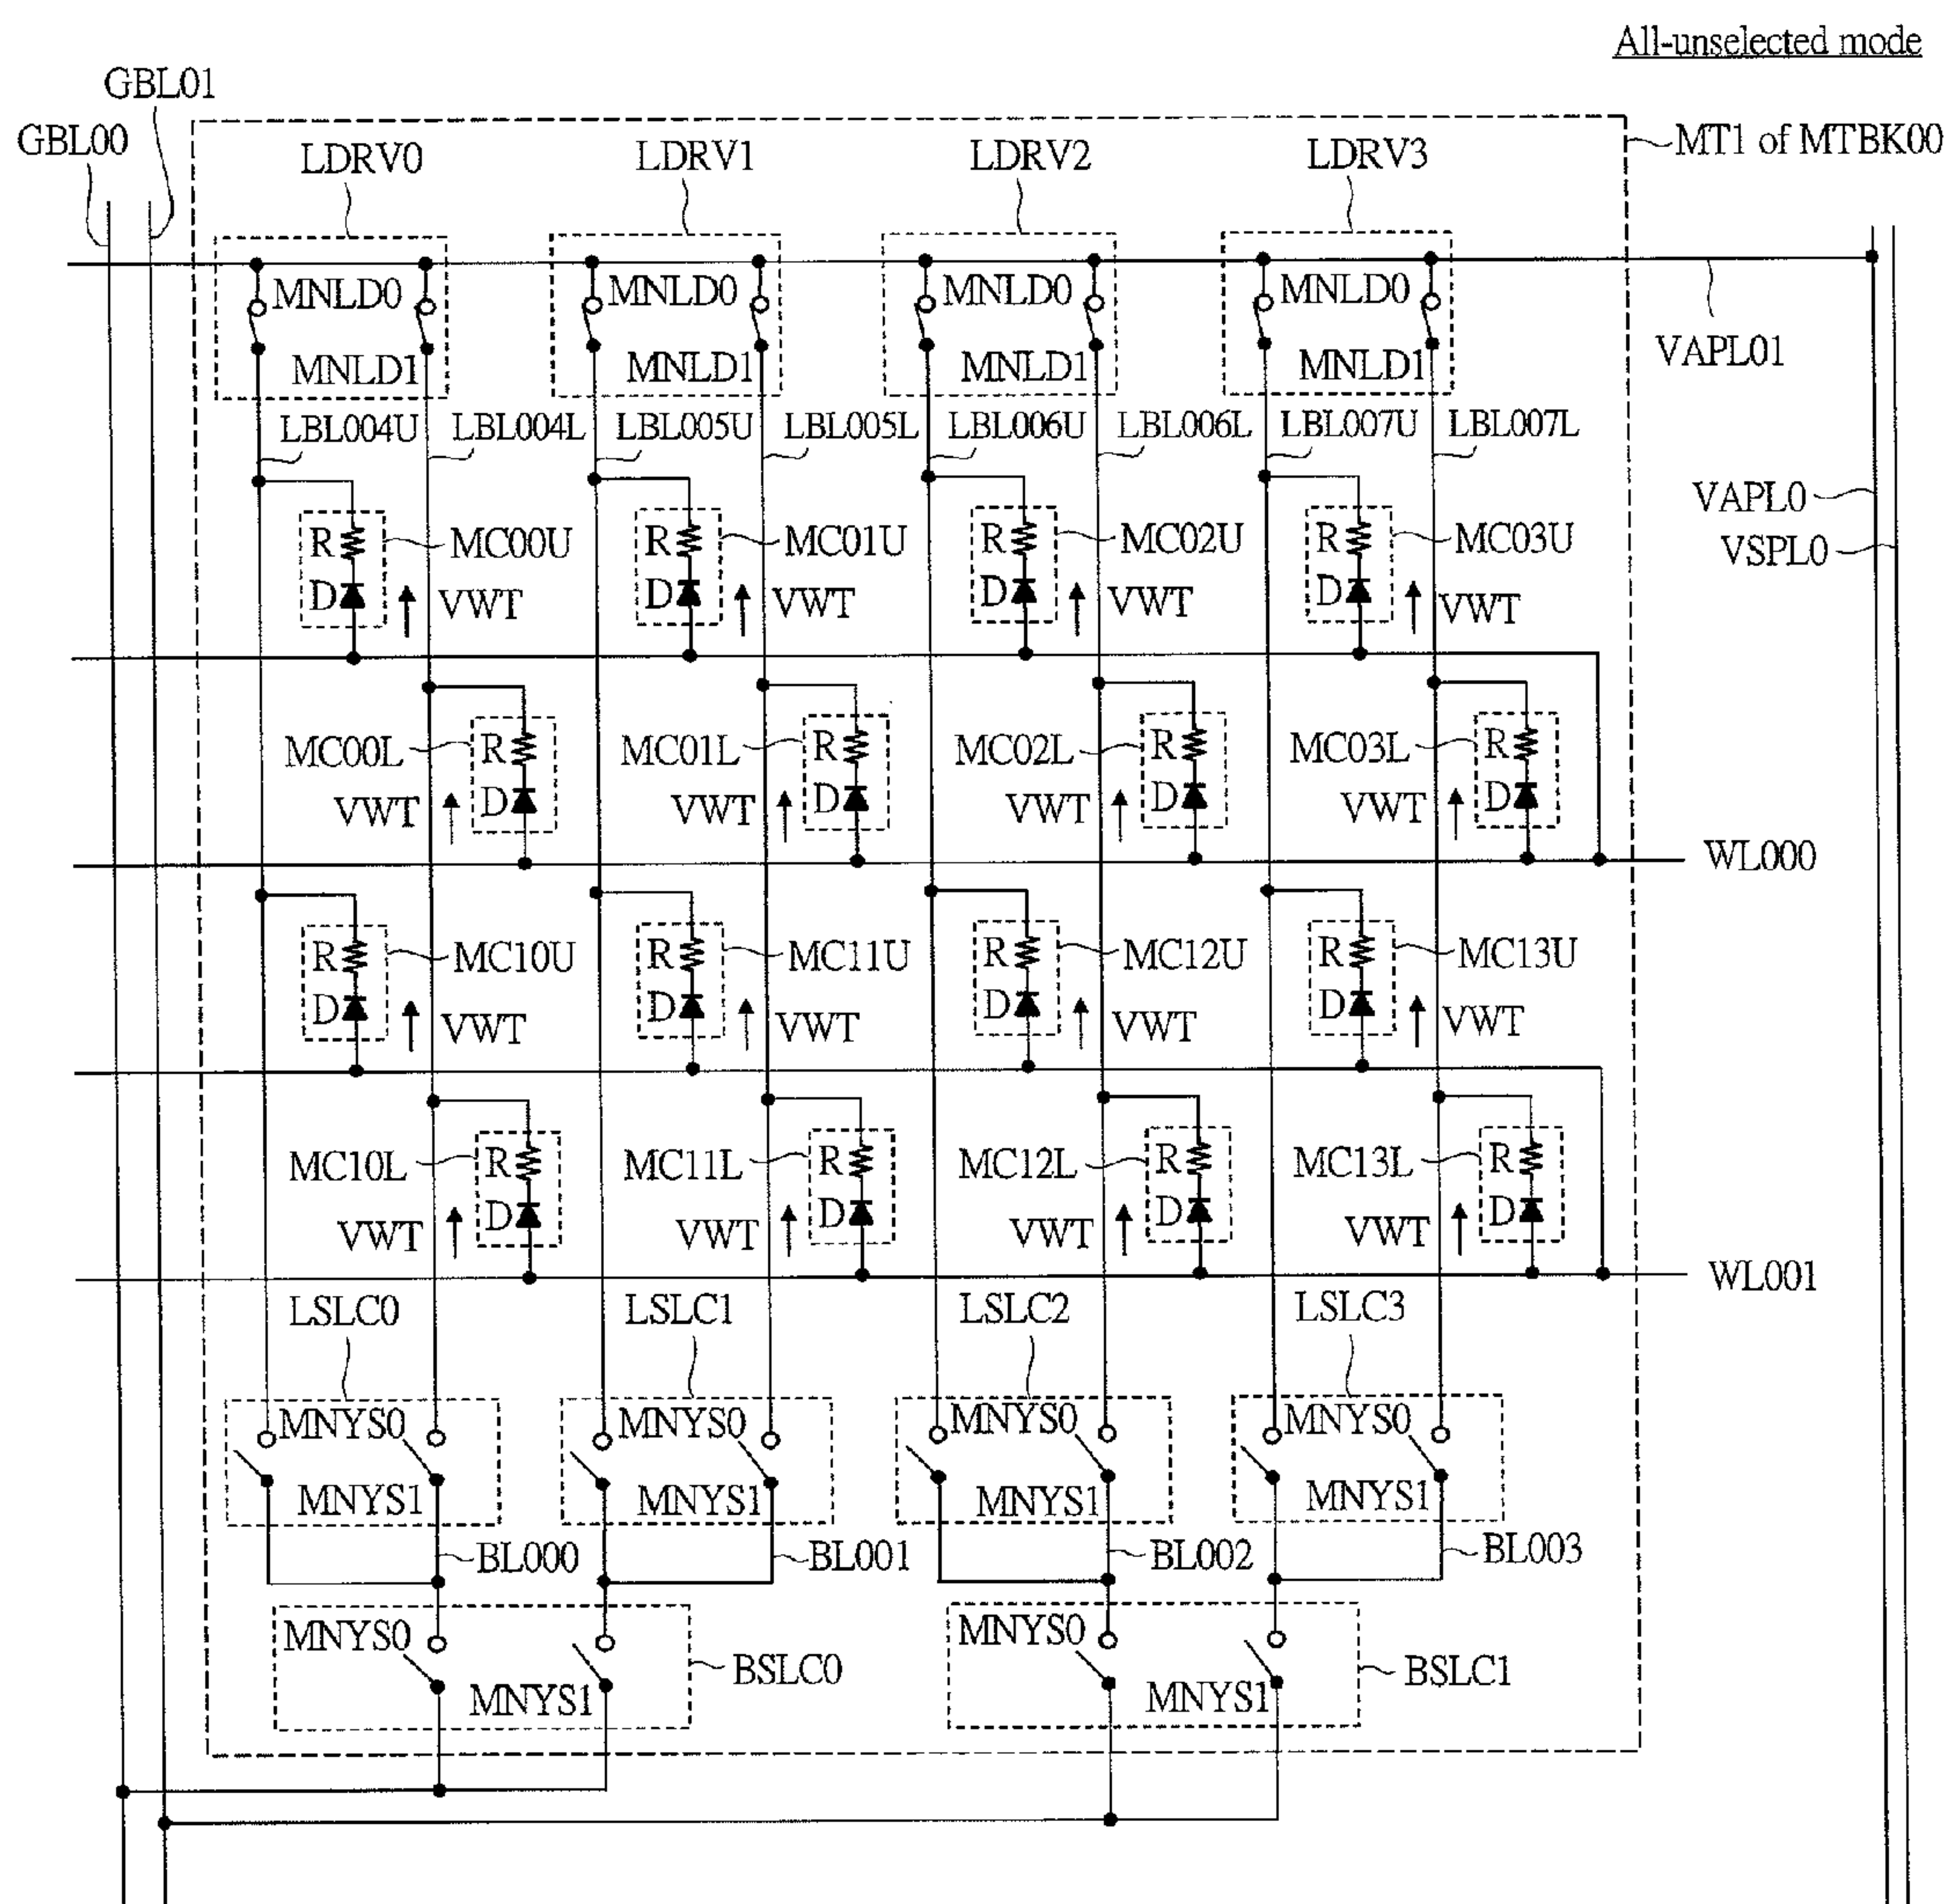 All-unselected mode
GBL01
GBL00
MT1 of MTBK00
LDRV0 LDRV1 LDRV2 LDRV3
MNLD0 MNLD0 MNLD0 MNLD0
MNLD1 MNLD1 MNLD1 MNLD1
VAPL01
LBL004U LBL004L LBL005U LBL005L LBL006U LBL006L LBL007U LBL007L
VAPL0
VSPL0
R MC00U R MC01U R MC02U R MC03U
D VWT D VWT D VWT D VWT
MC00L R MC01L R MC02L R MC03L R
VWT D VWT D VWT D VWT D
WL000
R MC10U R MC11U R MC12U R MC13U
D VWT D VWT D VWT D VWT
MC10L R MC11L R MC12L R MC13L R
VWT D VWT D VWT D VWT D
WL001
LSLC0 LSLC1 LSLC2 LSLC3
MNYS0 MNYS0 MNYS0 MNYS0
MNYS1 MNYS1 MNYS1 MNYS1
BL000 BL001 BL002 BL003
MNYS0 MNYS0
BSLC0 BSLC1
MNYS1 MNYS1